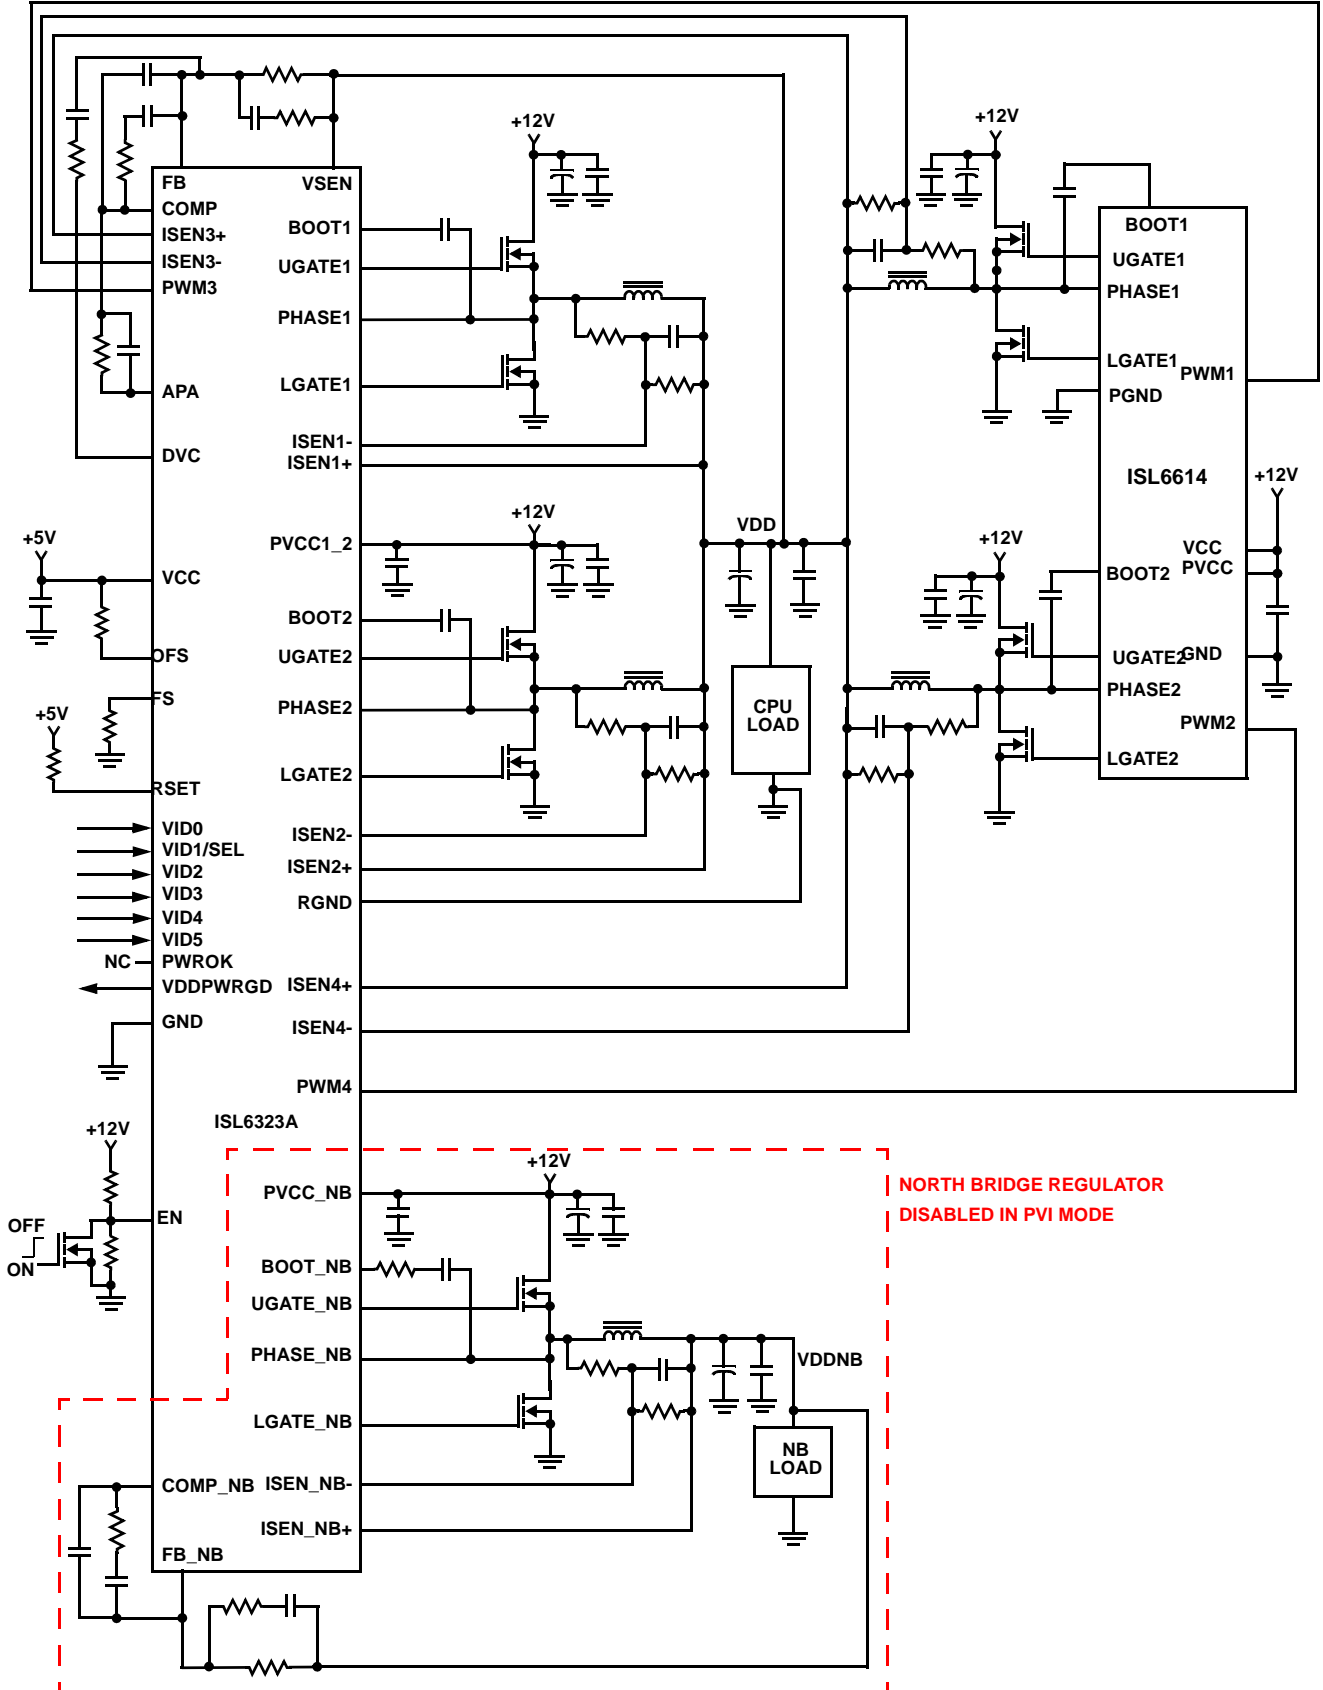 +12V
+12V
FB
VSEN
COMP
ISEN3+
ISEN3-
PWM3
BOOT1
UGATE1
PHASE1
LGATE1
APA
DVC
ISEN1-
ISEN1+
BOOT1
UGATE1
PHASE1
LGATE1
PWM1
PGND
ISL6614
+12V
+12V
+5V
PVCC1_2
VDD
+12V
VCC
PVCC
VCC
BOOT2
BOOT2
UGATE2
OFS
UGATE2
GND
FS
PHASE2
PHASE2
+5V
CPU
LOAD
PWM2
LGATE2
LGATE2
RSET
VID0
VID1/SEL
VID2
VID3
VID4
VID5
NC
PWROK
VDDPWRGD
GND
ISEN2-
ISEN2+
RGND
ISEN4+
ISEN4-
PWM4
ISL6323A
+12V
+12V
PVCC_NB
NORTH BRIDGE REGULATOR
DISABLED IN PVI MODE
EN
OFF
ON
BOOT_NB
UGATE_NB
PHASE_NB
VDDNB
LGATE_NB
NB
LOAD
COMP_NB
ISEN_NB-
ISEN_NB+
FB_NB